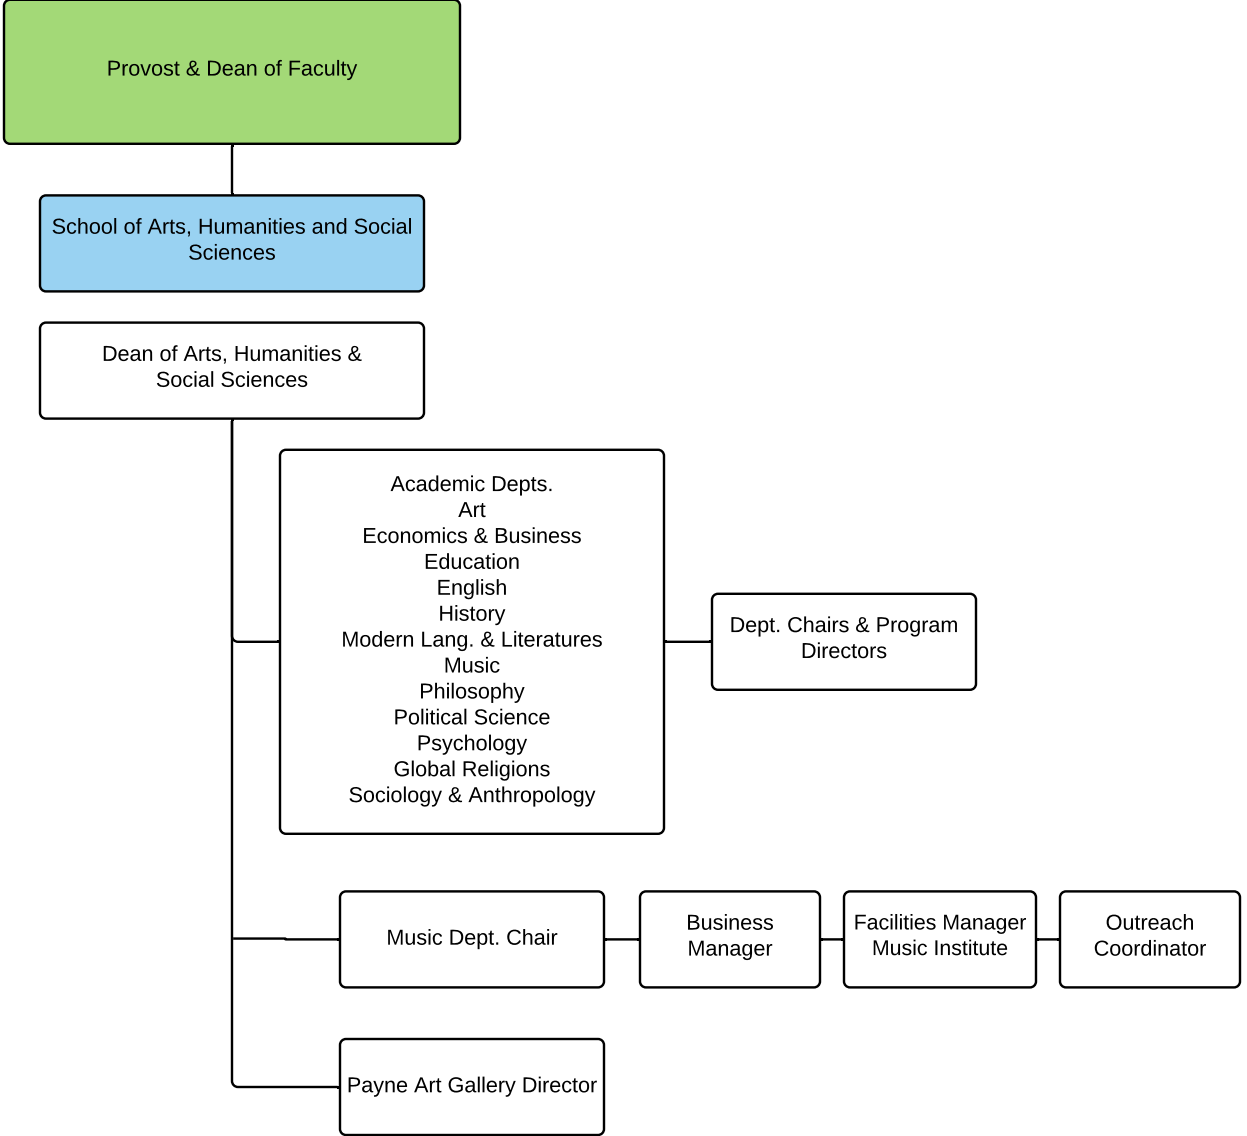 Provost & Dean of Faculty
School of Arts, Humanities and Social
Sciences
Dean of Arts, Humanities &
Social Sciences
Academic Depts.
Art
Economics & Business
Education
English
History
Modern Lang. & Literatures
Music
Philosophy
Political Science
Psychology
Global Religions
Sociology & Anthropology
Dept. Chairs & Program
Directors
Music Dept. Chair
Business
Manager
Facilities Manager
Music Institute
Outreach
Coordinator
Payne Art Gallery Director